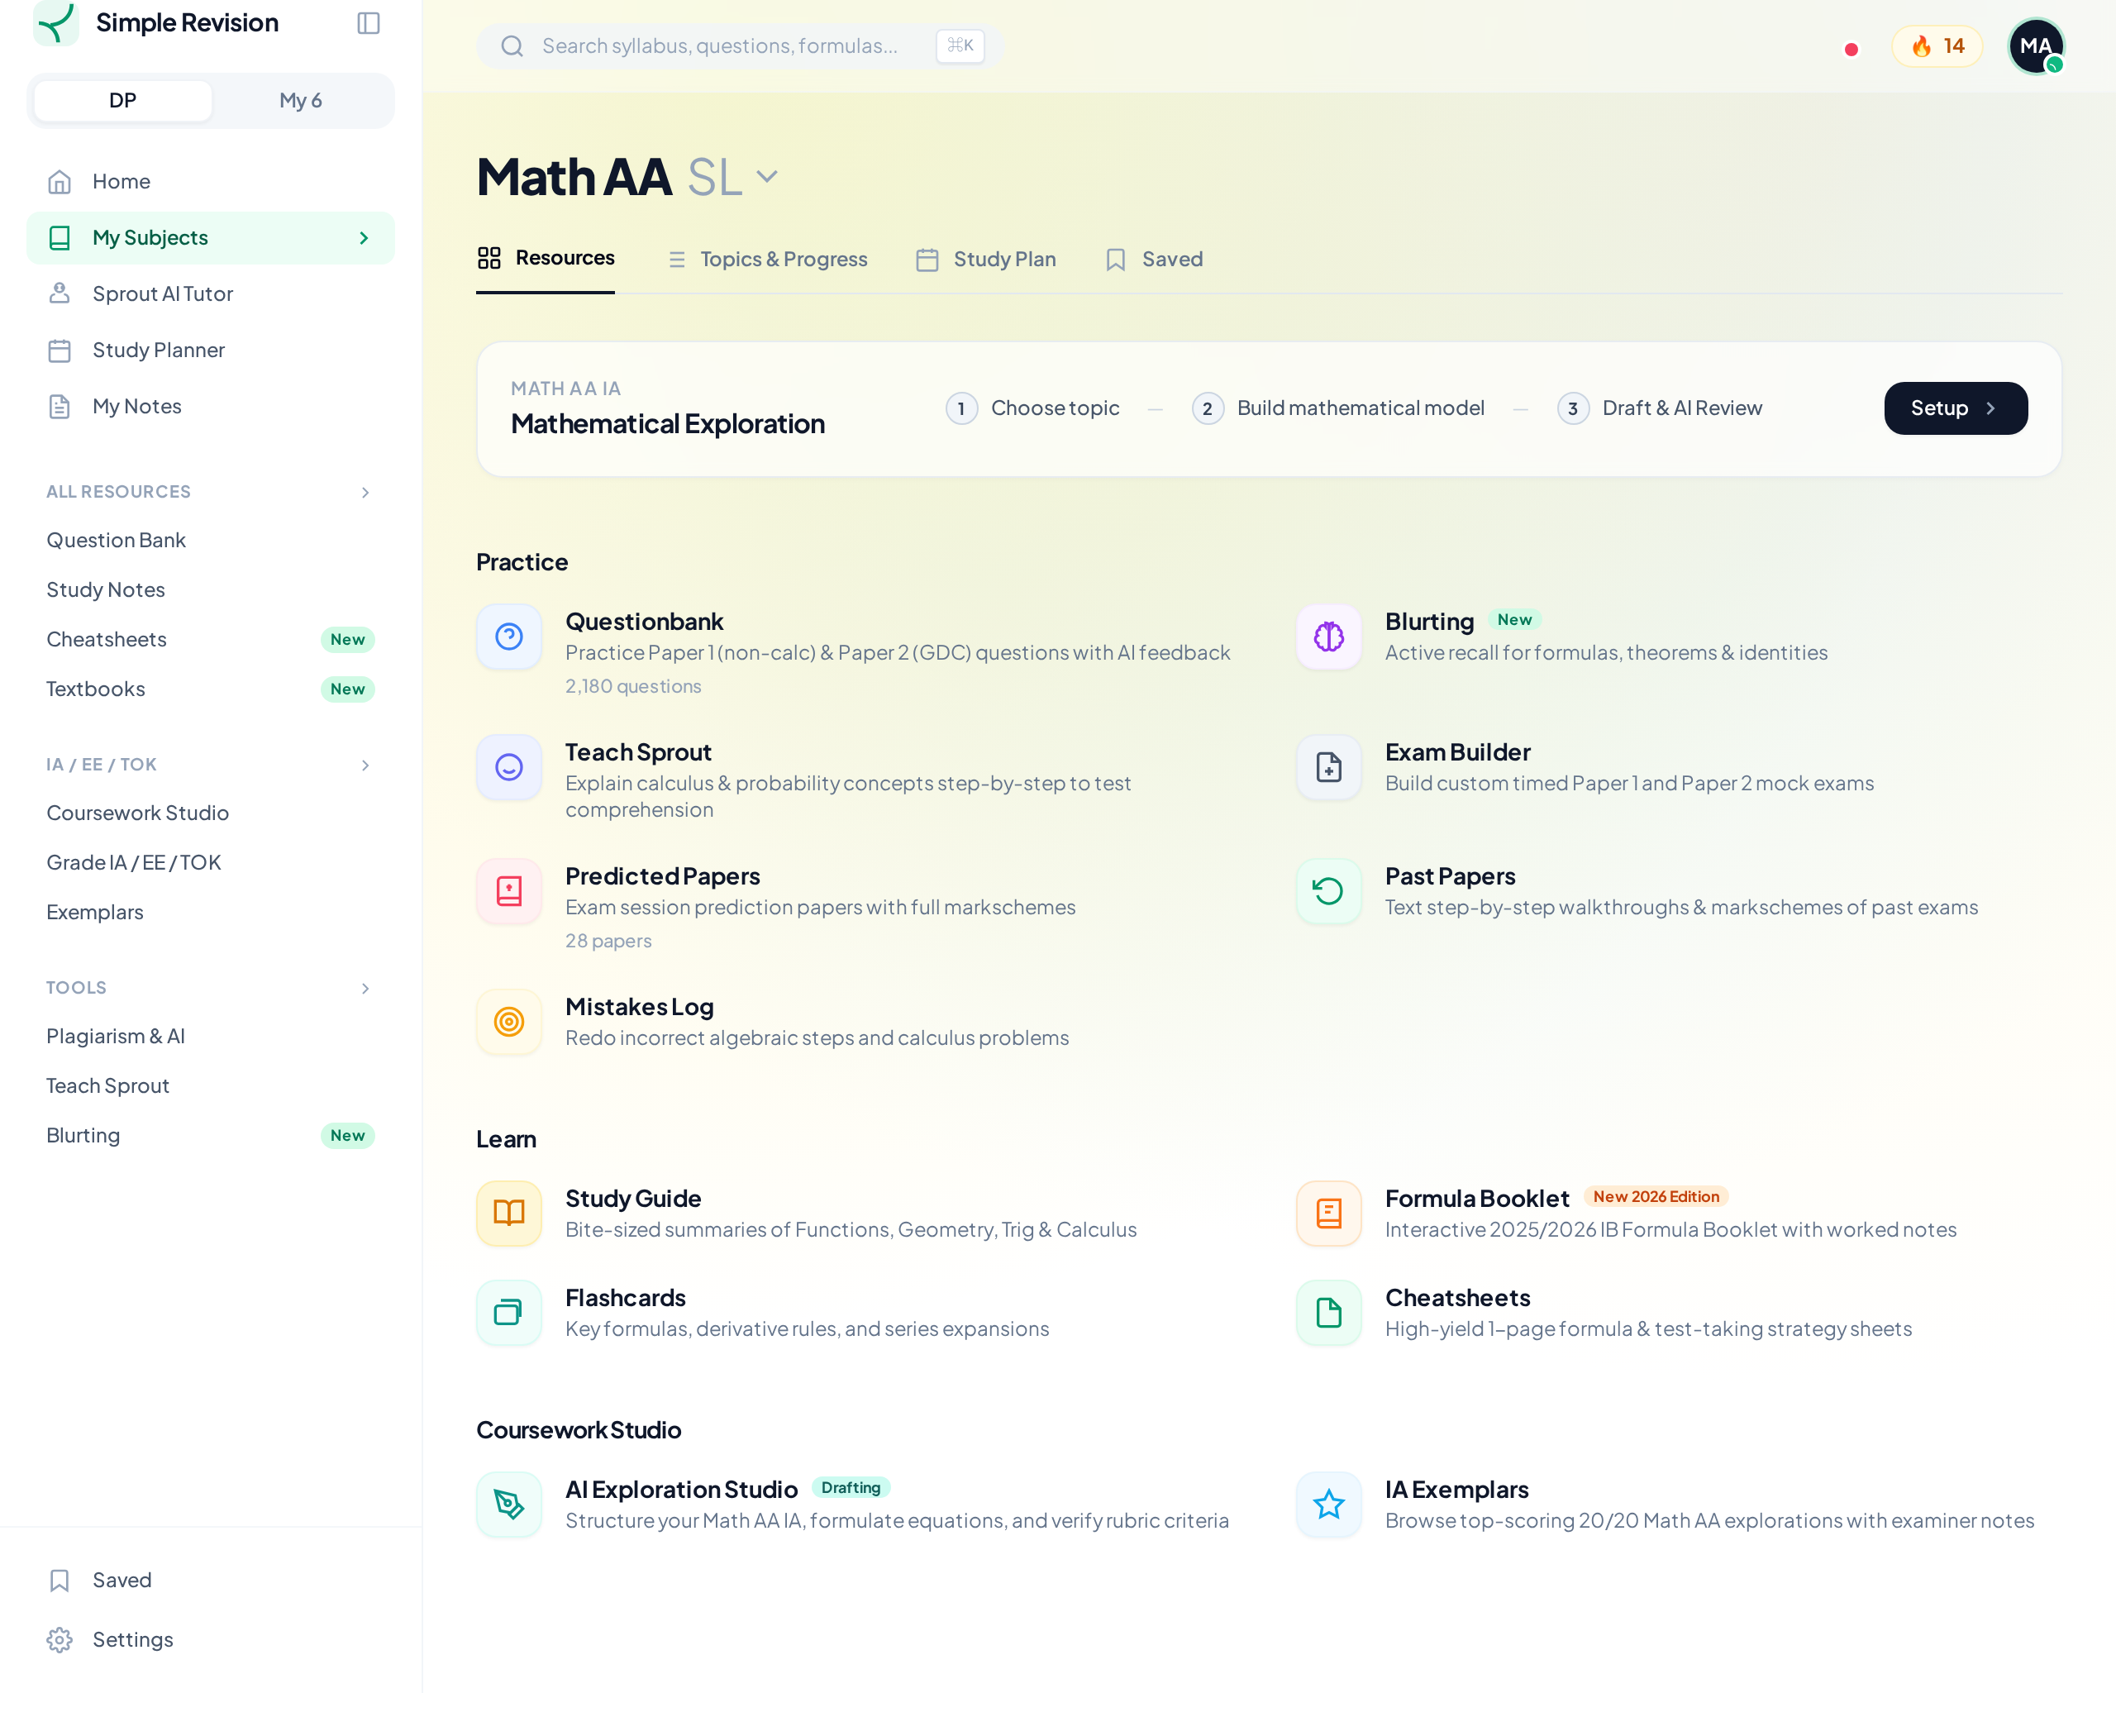 Simple Revision
DP
My 6
Home
My Subjects
Sprout AI Tutor
Study Planner
My Notes
ALL RESOURCES
Question Bank
Study Notes
Cheatsheets New
Textbooks New
IA / EE / TOK
Coursework Studio
Grade IA / EE / TOK
Exemplars
TOOLS
Plagiarism & AI
Teach Sprout
Blurting New
Saved
Settings
Search syllabus, questions, formulas... ⌘K
14
MA
Math AA SL
Resources
Topics & Progress
Study Plan
Saved
MATH AA IA
Mathematical Exploration
1 Choose topic — 2 Build mathematical model — 3 Draft & AI Review
Setup
Practice
Questionbank
Practice Paper 1 (non-calc) & Paper 2 (GDC) questions with AI feedback
2,180 questions
Blurting New
Active recall for formulas, theorems & identities
Teach Sprout
Explain calculus & probability concepts step-by-step to test
comprehension
Exam Builder
Build custom timed Paper 1 and Paper 2 mock exams
Predicted Papers
Exam session prediction papers with full markschemes
28 papers
Past Papers
Text step-by-step walkthroughs & markschemes of past exams
Mistakes Log
Redo incorrect algebraic steps and calculus problems
Learn
Study Guide
Bite-sized summaries of Functions, Geometry, Trig & Calculus
Formula Booklet New 2026 Edition
Interactive 2025/2026 IB Formula Booklet with worked notes
Flashcards
Key formulas, derivative rules, and series expansions
Cheatsheets
High-yield 1-page formula & test-taking strategy sheets
Coursework Studio
AI Exploration Studio Drafting
Structure your Math AA IA, formulate equations, and verify rubric criteria
IA Exemplars
Browse top-scoring 20/20 Math AA explorations with examiner notes